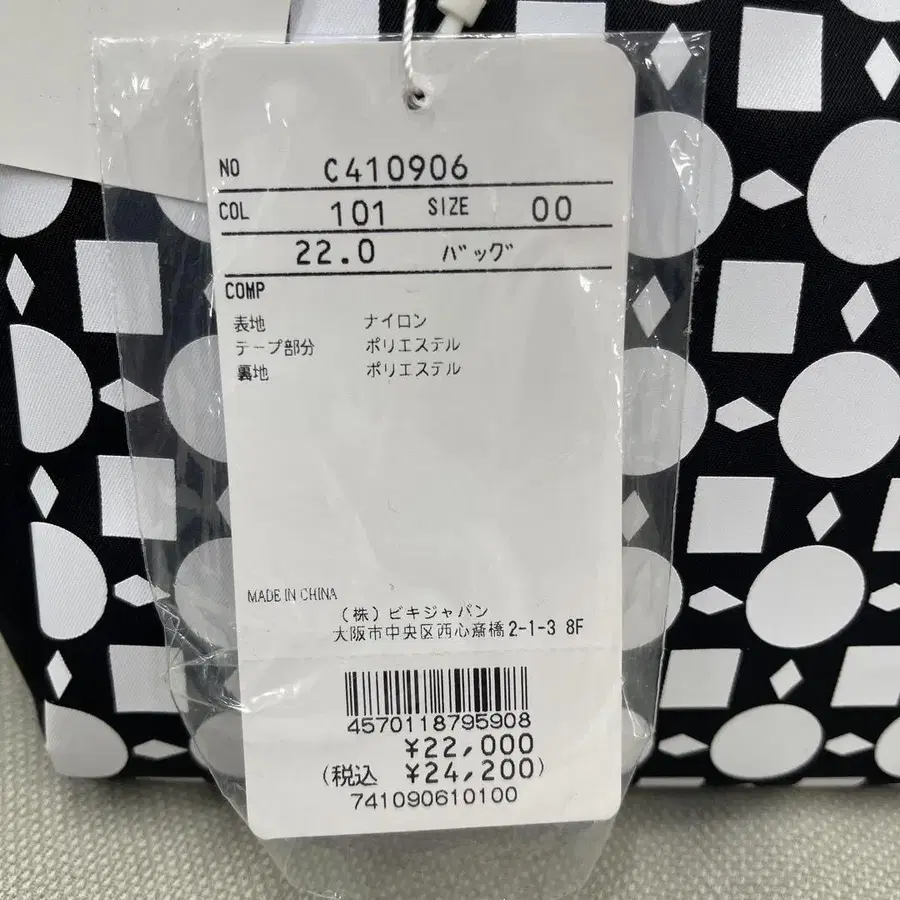 NO C410906
COL 101 SIZE 00
22.0 バッグ
COMP
表地 ナイロン
テープ部分 ポリエステル
裏地 ポリエステル
MADE IN CHINA
(株)ビキジャパン
大阪市中央区西心斎橋2-1-3 8F
4570118795908
¥22,000
(税込 ¥24,200)
741090610100